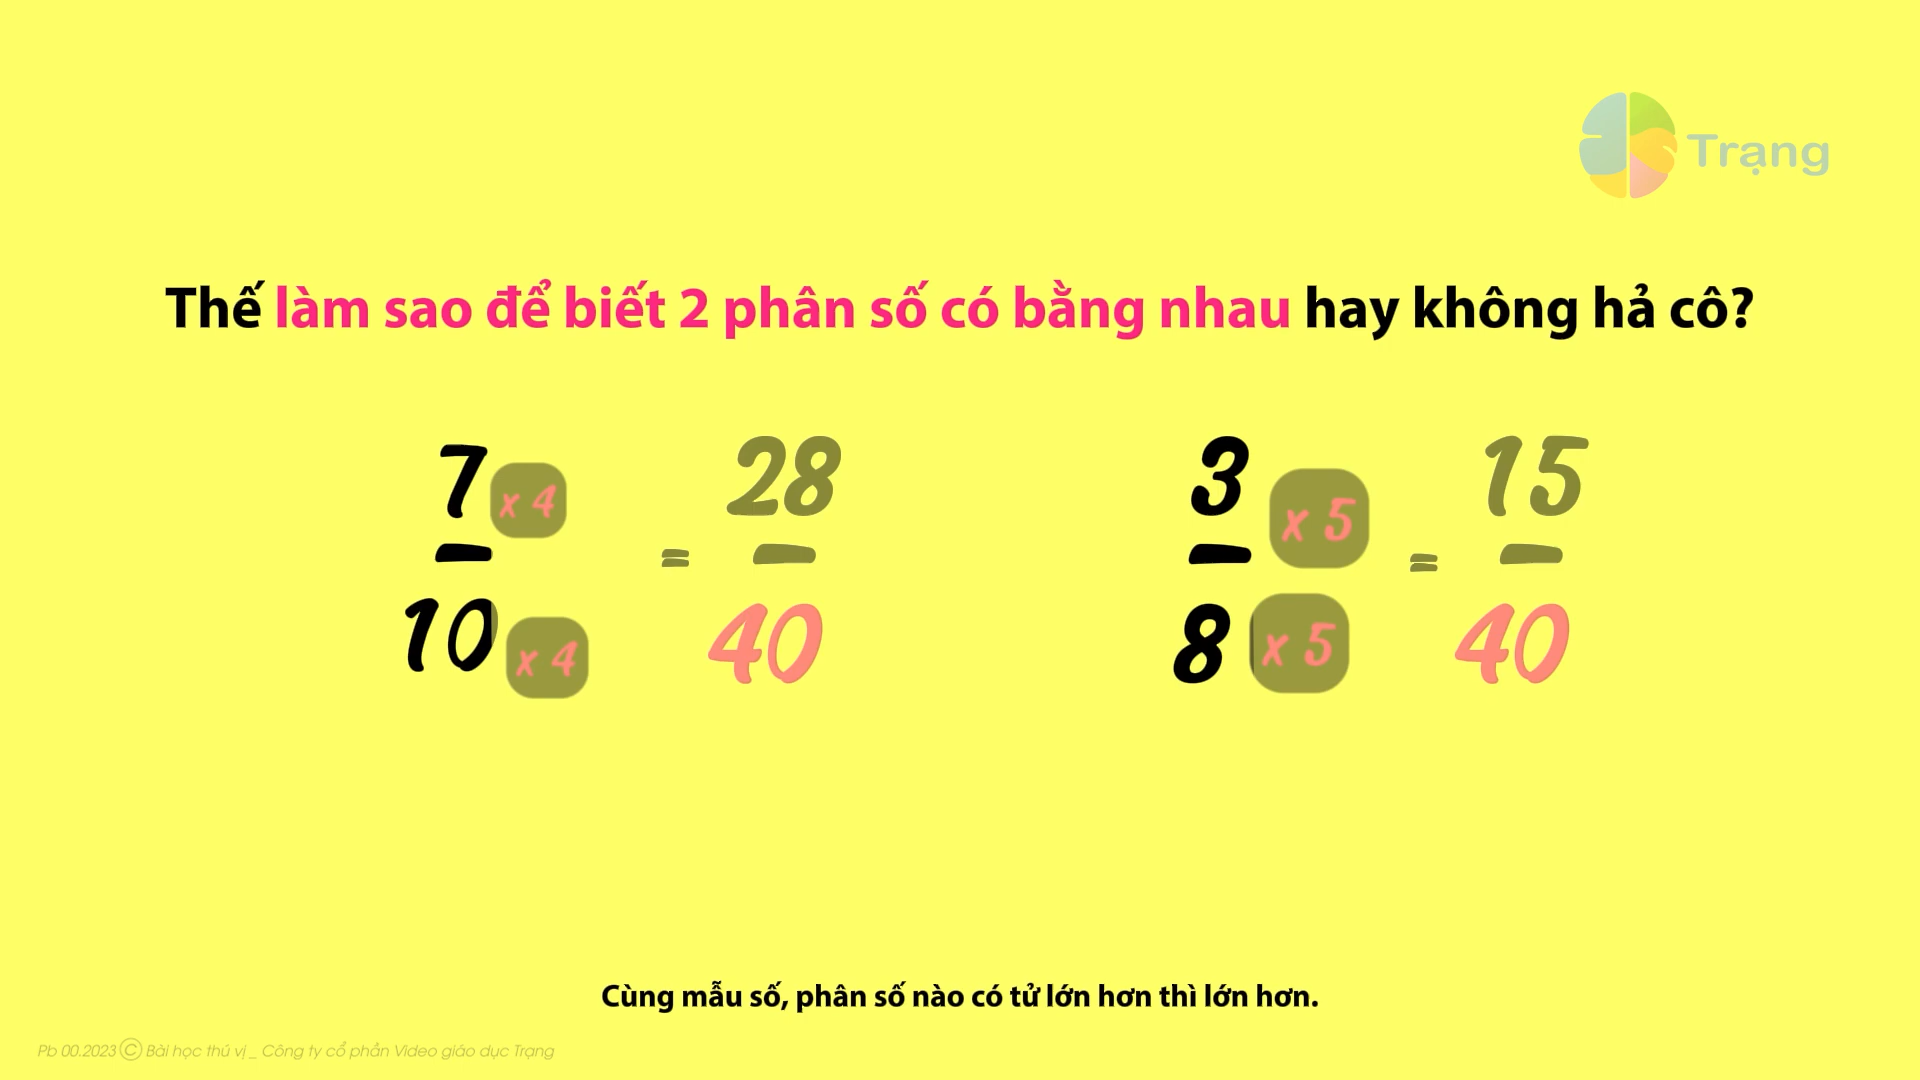 Trạng
Thế làm sao để biết 2 phân số có bằng nhau hay không hả cô?
7 x 4 = 28
10 x 4 40
3 x 5 = 15
8 x 5 40
Cùng mẫu số, phân số nào có tử lớn hơn thì lớn hơn.
Pb 00.2023 © Bài học thú vị _ Công ty cổ phần Video giáo dục Trạng